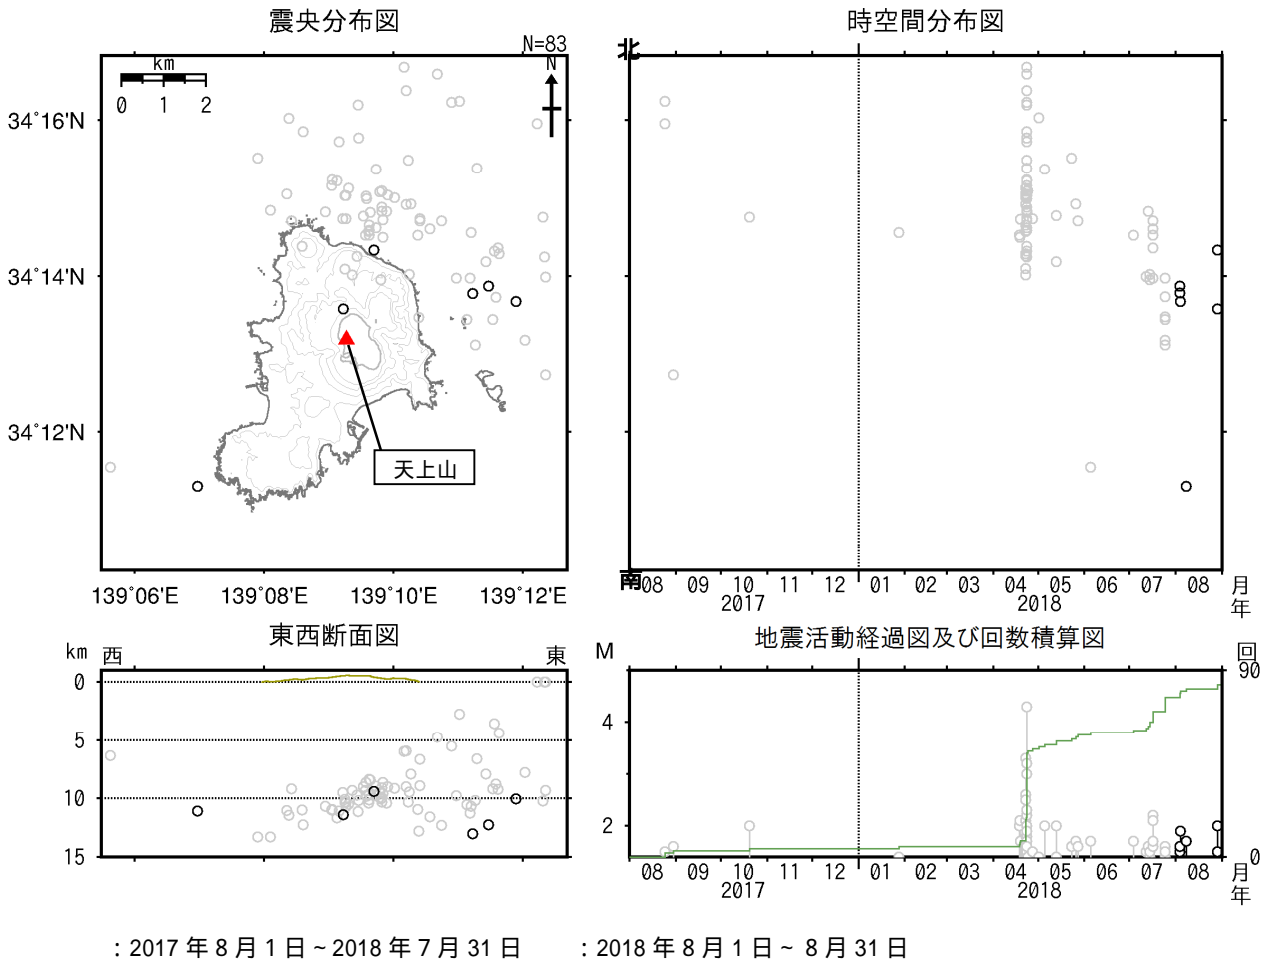 震央分布図
N=83
km
0 1 2
N
34˚16'N
34˚14'N
34˚12'N
天上山
139˚06'E 139˚08'E 139˚10'E 139˚12'E
時空間分布図
北
南
08 09 10 11 12 01 02 03 04 05 06 07 08 月
2017 2018 年
東西断面図
km 西 東
0
5
10
15
地震活動経過図及び回数積算図
M 回
90
4
2
0
08 09 10 11 12 01 02 03 04 05 06 07 08 月
2017 2018 年
：2017 年 8 月 1 日～2018 年 7 月 31 日 ：2018 年 8 月 1 日～ 8 月 31 日